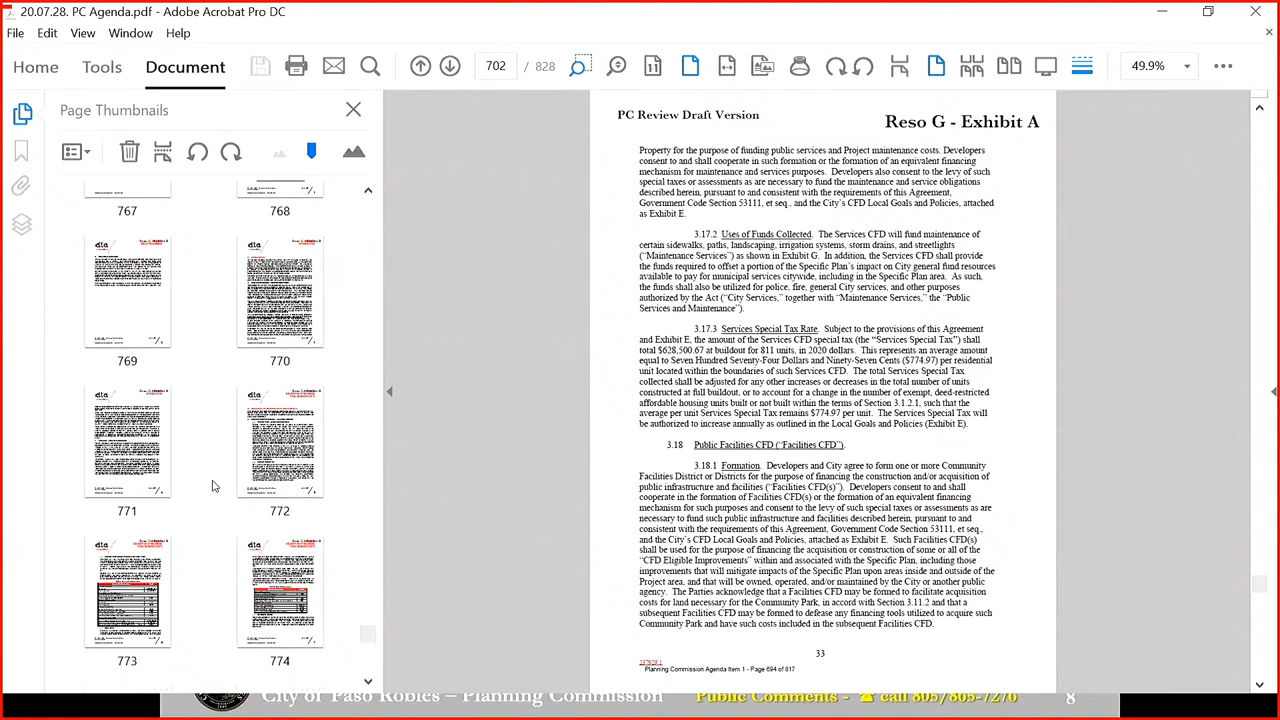 20.07.28. PC Agenda.pdf - Adobe Acrobat Pro DC
File Edit View Window Help
Home Tools Document 702 / 828 49.9%
Page Thumbnails
767 768
dta dta
769 770
dta dta
771 772
dta dta
773 774
PC Review Draft Version
Reso G - Exhibit A
Property for the purpose of funding public services and Project maintenance costs. Developers
consent to and shall cooperate in such formation or the formation of an equivalent financing
mechanism for maintenance and services purposes. Developers also consent to the levy of such
special taxes or assessments as are necessary to fund the maintenance and service obligations
described herein, pursuant to and consistent with the requirements of this Agreement,
Government Code Section 53111, et seq., and the City's CFD Local Goals and Policies, attached
as Exhibit E.
3.17.2 Uses of Funds Collected. The Services CFD will fund maintenance of
certain sidewalks, paths, landscaping, irrigation systems, storm drains, and streetlights
("Maintenance Services") as shown in Exhibit G. In addition, the Services CFD shall provide
the funds required to offset a portion of the Specific Plan's impact on City general fund resources
available to pay for municipal services citywide, including in the Specific Plan area. As such,
the funds shall also be utilized for police, fire, general City services, and other purposes
authorized by the Act ("City Services," together with "Maintenance Services," the "Public
Services and Maintenance").
3.17.3 Services Special Tax Rate. Subject to the provisions of this Agreement
and Exhibit E, the amount of the Services CFD special tax (the "Services Special Tax") shall
total $628,500.67 at buildout for 811 units, in 2020 dollars. This represents an average amount
equal to Seven Hundred Seventy-Four Dollars and Ninety-Seven Cents ($774.97) per residential
unit located within the boundaries of such Services CFD. The total Services Special Tax
collected shall be adjusted for any other increases or decreases in the total number of units
constructed at full buildout, or to account for a change in the number of exempt, deed-restricted
affordable housing units built or not built within the terms of Section 3.1.2.1, such that the
average per unit Services Special Tax remains $774.97 per unit. The Services Special Tax will
be authorized to increase annually as outlined in the Local Goals and Policies (Exhibit E).
3.18 Public Facilities CFD ("Facilities CFD").
3.18.1 Formation. Developers and City agree to form one or more Community
Facilities District or Districts for the purpose of financing the construction and/or acquisition of
public infrastructure and facilities ("Facilities CFD(s)"). Developers consent to and shall
cooperate in the formation of Facilities CFD(s) or the formation of an equivalent financing
mechanism for such purposes and consent to the levy of such special taxes or assessments as are
necessary to fund such public infrastructure and facilities described herein, pursuant to and
consistent with the requirements of this Agreement, Government Code Section 53111, et seq.,
and the City's CFD Local Goals and Policies, attached as Exhibit E. Such Facilities CFD(s)
shall be used for the purpose of financing the acquisition or construction of some or all of the
"CFD Eligible Improvements" within and associated with the Specific Plan, including those
improvements that will mitigate impacts of the Specific Plan upon areas inside and outside of the
Project area, and that will be owned, operated, and/or maintained by the City or another public
agency. The Parties acknowledge that a Facilities CFD may be formed to facilitate acquisition
costs for land necessary for the Community Park, in accord with Section 3.11.2 and that a
subsequent Facilities CFD may be formed to defease any financing tools utilized to acquire such
Community Park and have such costs included in the subsequent Facilities CFD.
33
Planning Commission Agenda Item 1 - Page 694 of 817
City of Paso Robles – Planning Commission Public Comments - ☎ call 805/865-7276 8